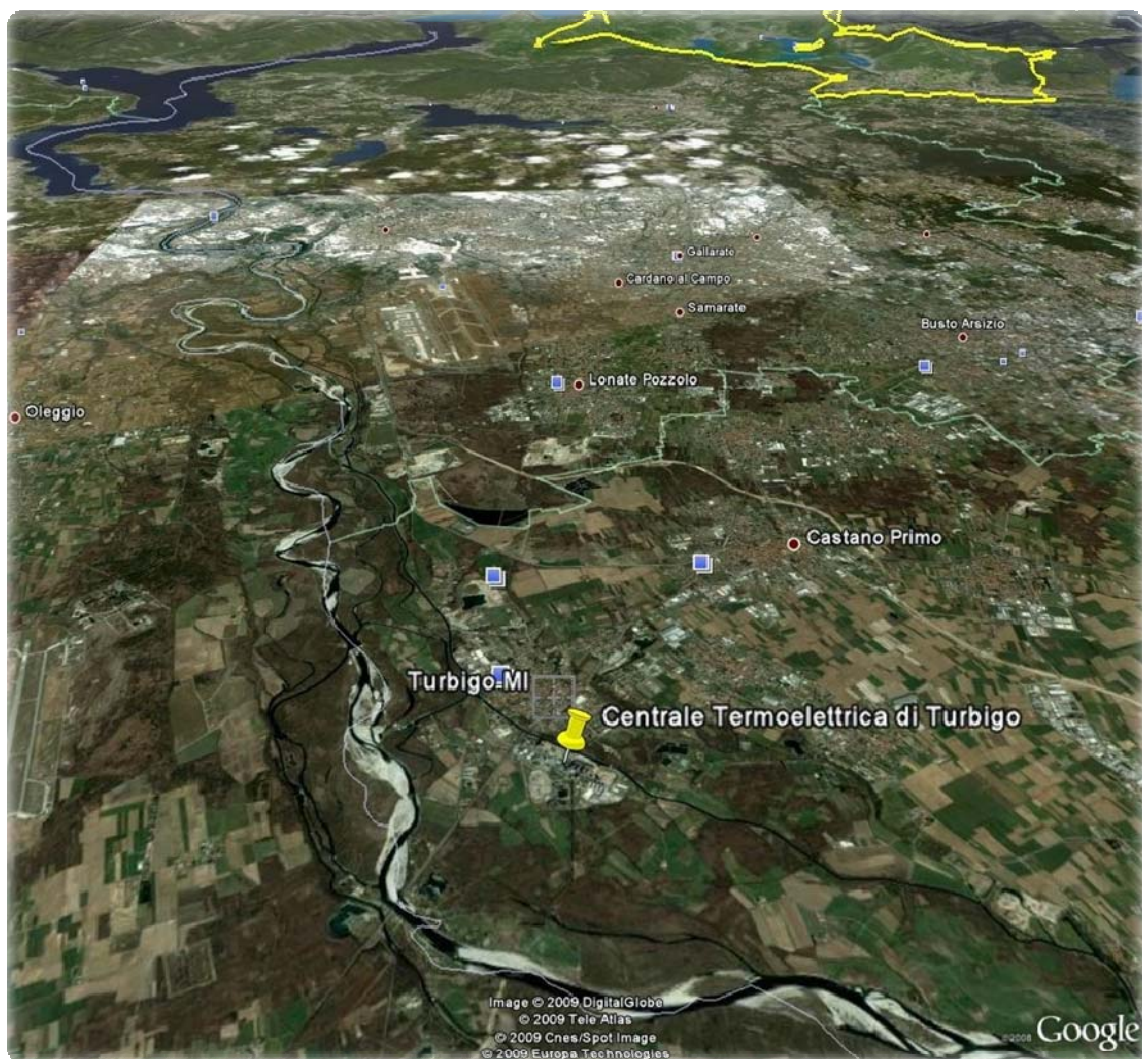 Gallarate
Cardano al Campo
Samarate
Busto Arsizio
Lonate Pozzolo
Oleggio
Castano Primo
Turbigo MI
Centrale Termoelettrica di Turbigo
Image © 2009 DigitalGlobe
© 2009 Tele Atlas
© 2009 Cnes/Spot Image
© 2009 Europa Technologies
©2008 Google